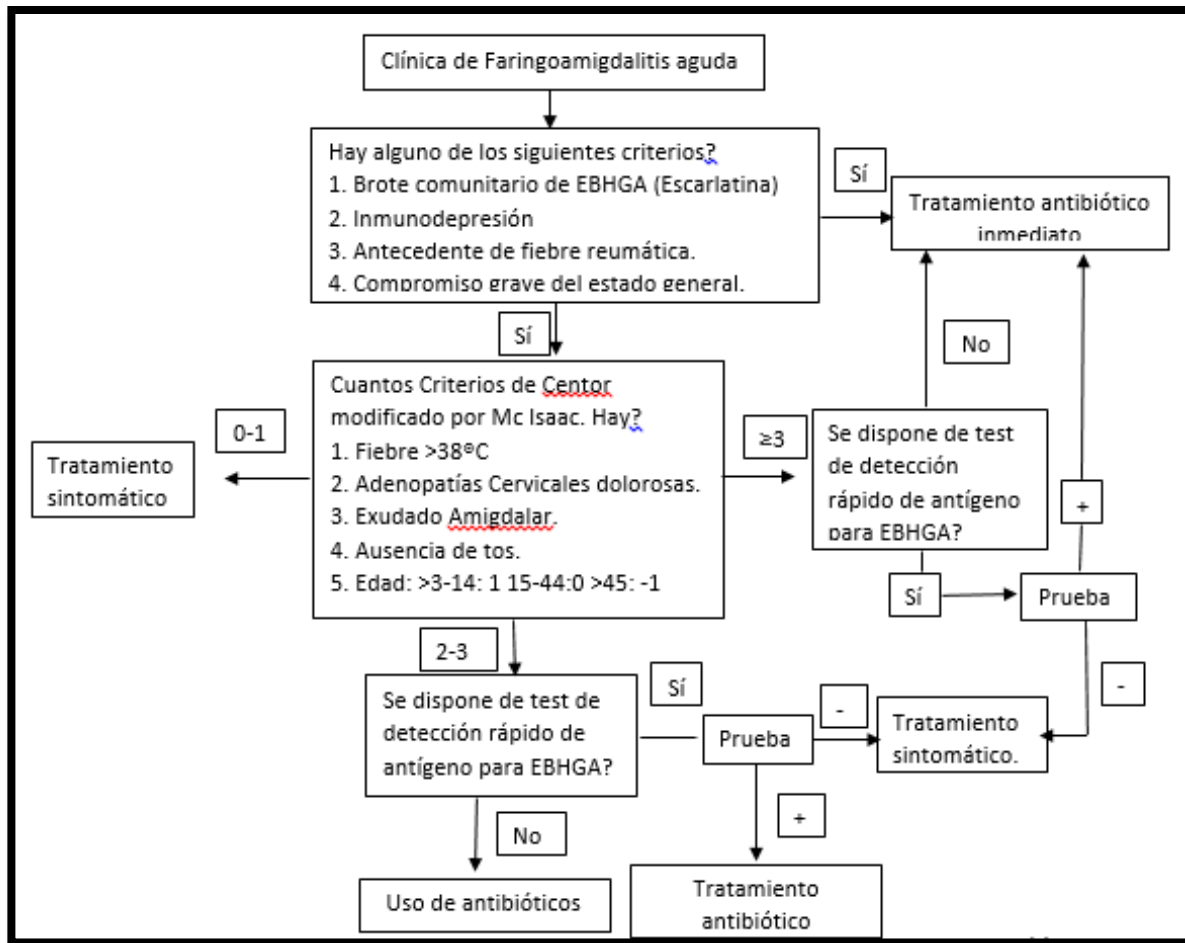 Clínica de Faringoamigdalitis aguda
Hay alguno de los siguientes criterios?
1. Brote comunitario de EBHGA (Escarlatina)
2. Inmunodepresión
3. Antecedente de fiebre reumática.
4. Compromiso grave del estado general.
Sí
Tratamiento antibiótico
inmediato
Sí
No
Cuantos Criterios de Centor
modificado por Mc Isaac. Hay?
1. Fiebre >38ºC
2. Adenopatías Cervicales dolorosas.
3. Exudado Amigdalar.
4. Ausencia de tos.
5. Edad: >3-14: 1 15-44:0 >45: -1
0-1
Tratamiento
sintomático
≥3
Se dispone de test
de detección
rápido de antígeno
para EBHGA?
+
Sí
Prueba
-
2-3
Se dispone de test de
detección rápido de
antígeno para EBHGA?
Sí
Prueba
-
Tratamiento
sintomático.
+
No
Uso de antibióticos
Tratamiento
antibiótico